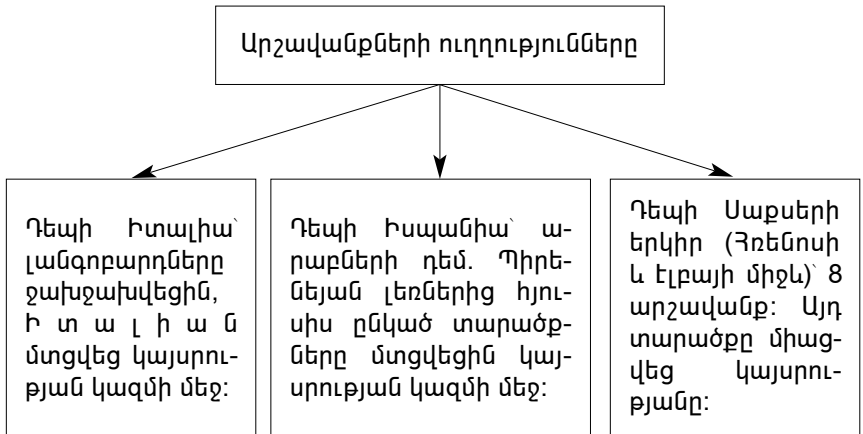 Արշավանքների ուղղությունները
Դեպի Իտալիա՝
լանգոբարդները
ջախջախվեցին,
Ի տ ա լ ի ա ն
մտցվեց կայսրու-
թյան կազմի մեջ:
Դեպի Իսպանիա՝ ա-
րաբների դեմ. Պիրե-
նեյան լեռներից հյու-
սիս ընկած տարածք-
ները մտցվեցին կայ-
սրության կազմի մեջ:
Դեպի Սաքսերի
երկիր (Հռենոսի
և Էլբայի միջև)՝ 8
արշավանք: Այդ
տարածքը միաց-
վեց կայսրու-
թյանը: